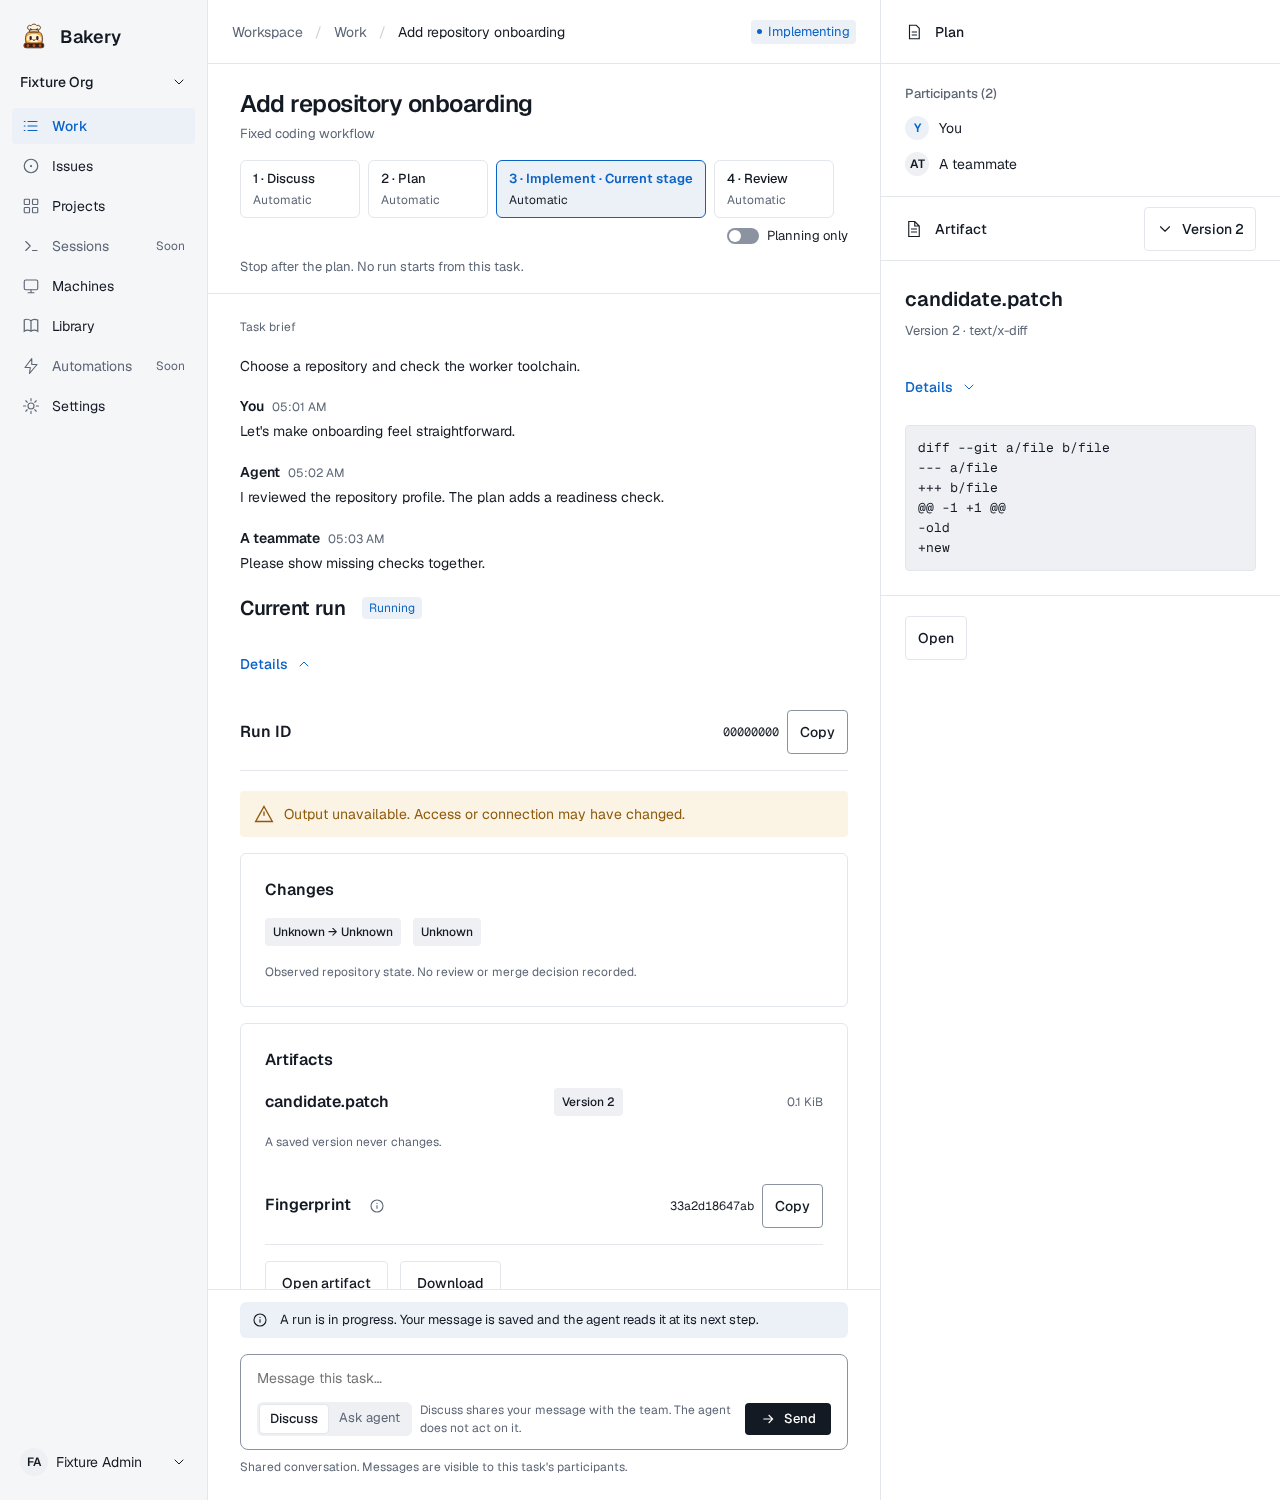 Bakery
Fixture Org
Work
Issues
Projects
Sessions Soon
Machines
Library
Automations Soon
Settings
FA Fixture Admin
Workspace / Work / Add repository onboarding
Implementing
Add repository onboarding
Fixed coding workflow
1 · Discuss
Automatic
2 · Plan
Automatic
3 · Implement · Current stage
Automatic
4 · Review
Automatic
Planning only
Stop after the plan. No run starts from this task.
Task brief
Choose a repository and check the worker toolchain.
You 05:01 AM
Let's make onboarding feel straightforward.
Agent 05:02 AM
I reviewed the repository profile. The plan adds a readiness check.
A teammate 05:03 AM
Please show missing checks together.
Current run Running
Details
Run ID 00000000 Copy
Output unavailable. Access or connection may have changed.
Changes
Unknown → Unknown Unknown
Observed repository state. No review or merge decision recorded.
Artifacts
candidate.patch Version 2 0.1 KiB
A saved version never changes.
Fingerprint 33a2d18647ab Copy
Open artifact Download
A run is in progress. Your message is saved and the agent reads it at its next step.
Message this task...
Discuss Ask agent
Discuss shares your message with the team. The agent
does not act on it.
Send
Shared conversation. Messages are visible to this task's participants.
Plan
Participants (2)
Y You
AT A teammate
Artifact Version 2
candidate.patch
Version 2 · text/x-diff
Details
diff --git a/file b/file
--- a/file
+++ b/file
@@ -1 +1 @@
-old
+new
Open